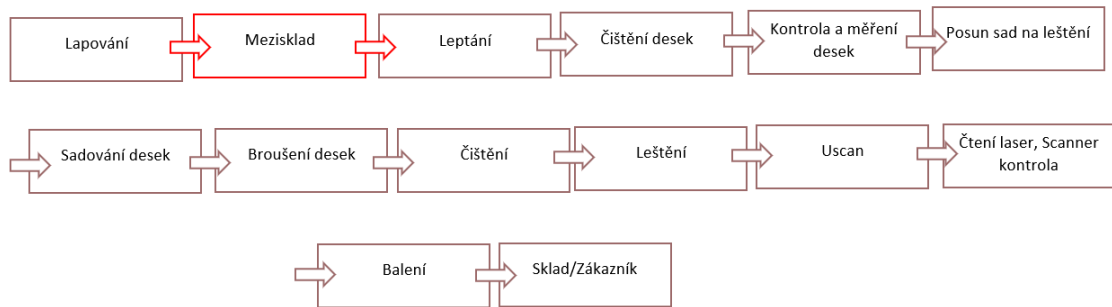 Lapování
Mezisklad
Leptání
Čištění desek
Kontrola a měření
desek
Posun sad na leštění
Sadování desek
Broušení desek
Čištění
Leštění
Uscan
Čtení laser, Scanner
kontrola
Balení
Sklad/Zákazník